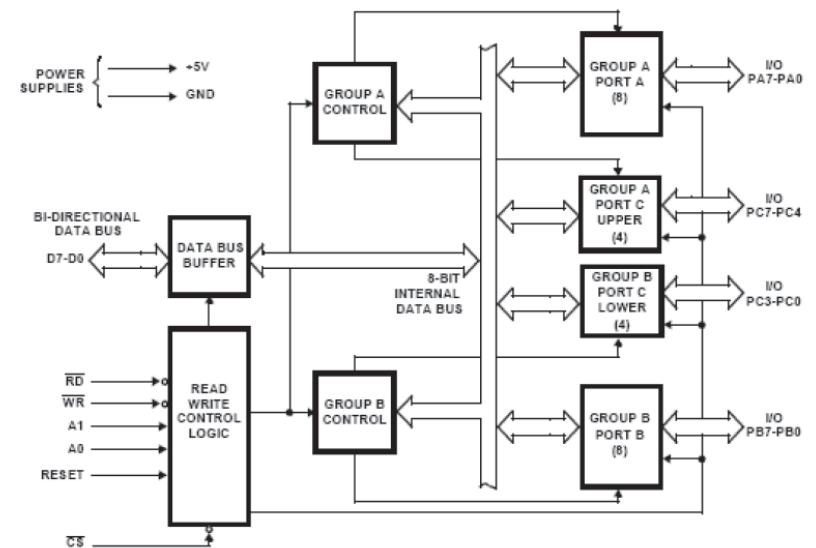 POWER
SUPPLIES
+5V
GND
GROUP A
CONTROL
GROUP A
PORT A
(8)
I/O
PA7-PA0
GROUP A
PORT C
UPPER
(4)
I/O
PC7-PC4
BI-DIRECTIONAL
DATA BUS
D7-D0
DATA BUS
BUFFER
8-BIT
INTERNAL
DATA BUS
GROUP B
PORT C
LOWER
(4)
I/O
PC3-PC0
RD
WR
A1
A0
RESET
CS
READ
WRITE
CONTROL
LOGIC
GROUP B
CONTROL
GROUP B
PORT B
(8)
I/O
PB7-PB0